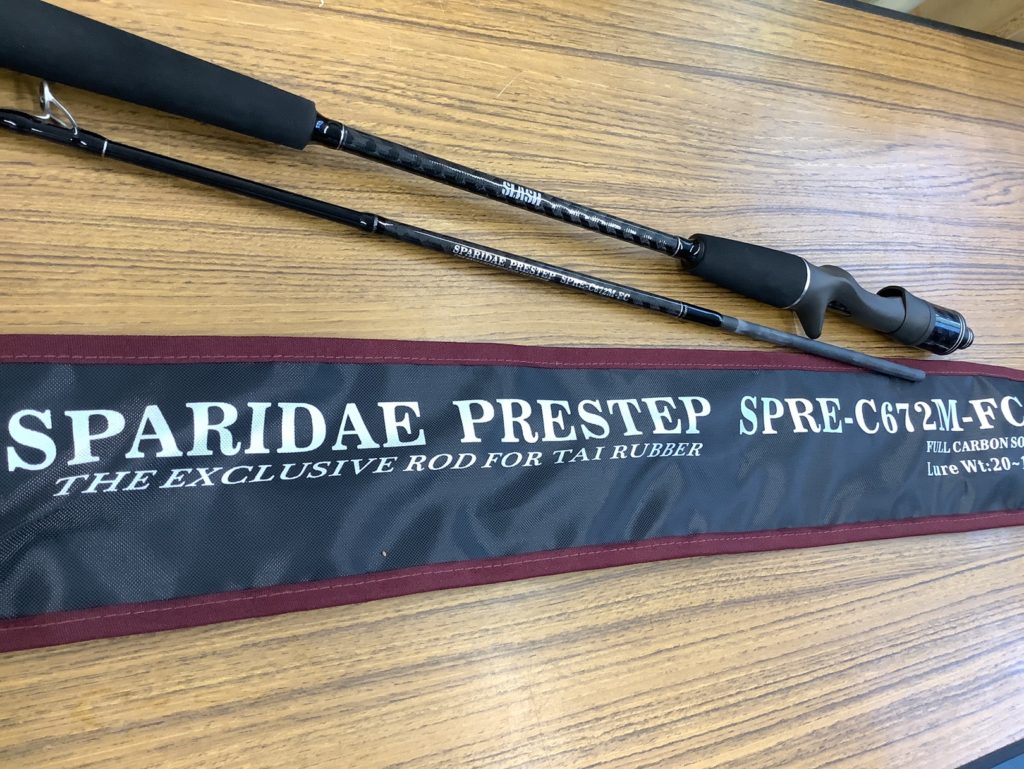 SLASH
SPARIDAE PRESTEP SPRE-C672M-FC
SPARIDAE PRESTEP SPRE-C672M-FC
THE EXCLUSIVE ROD FOR TAI RUBBER
FULL CARBON SO
Lure Wt:20~1